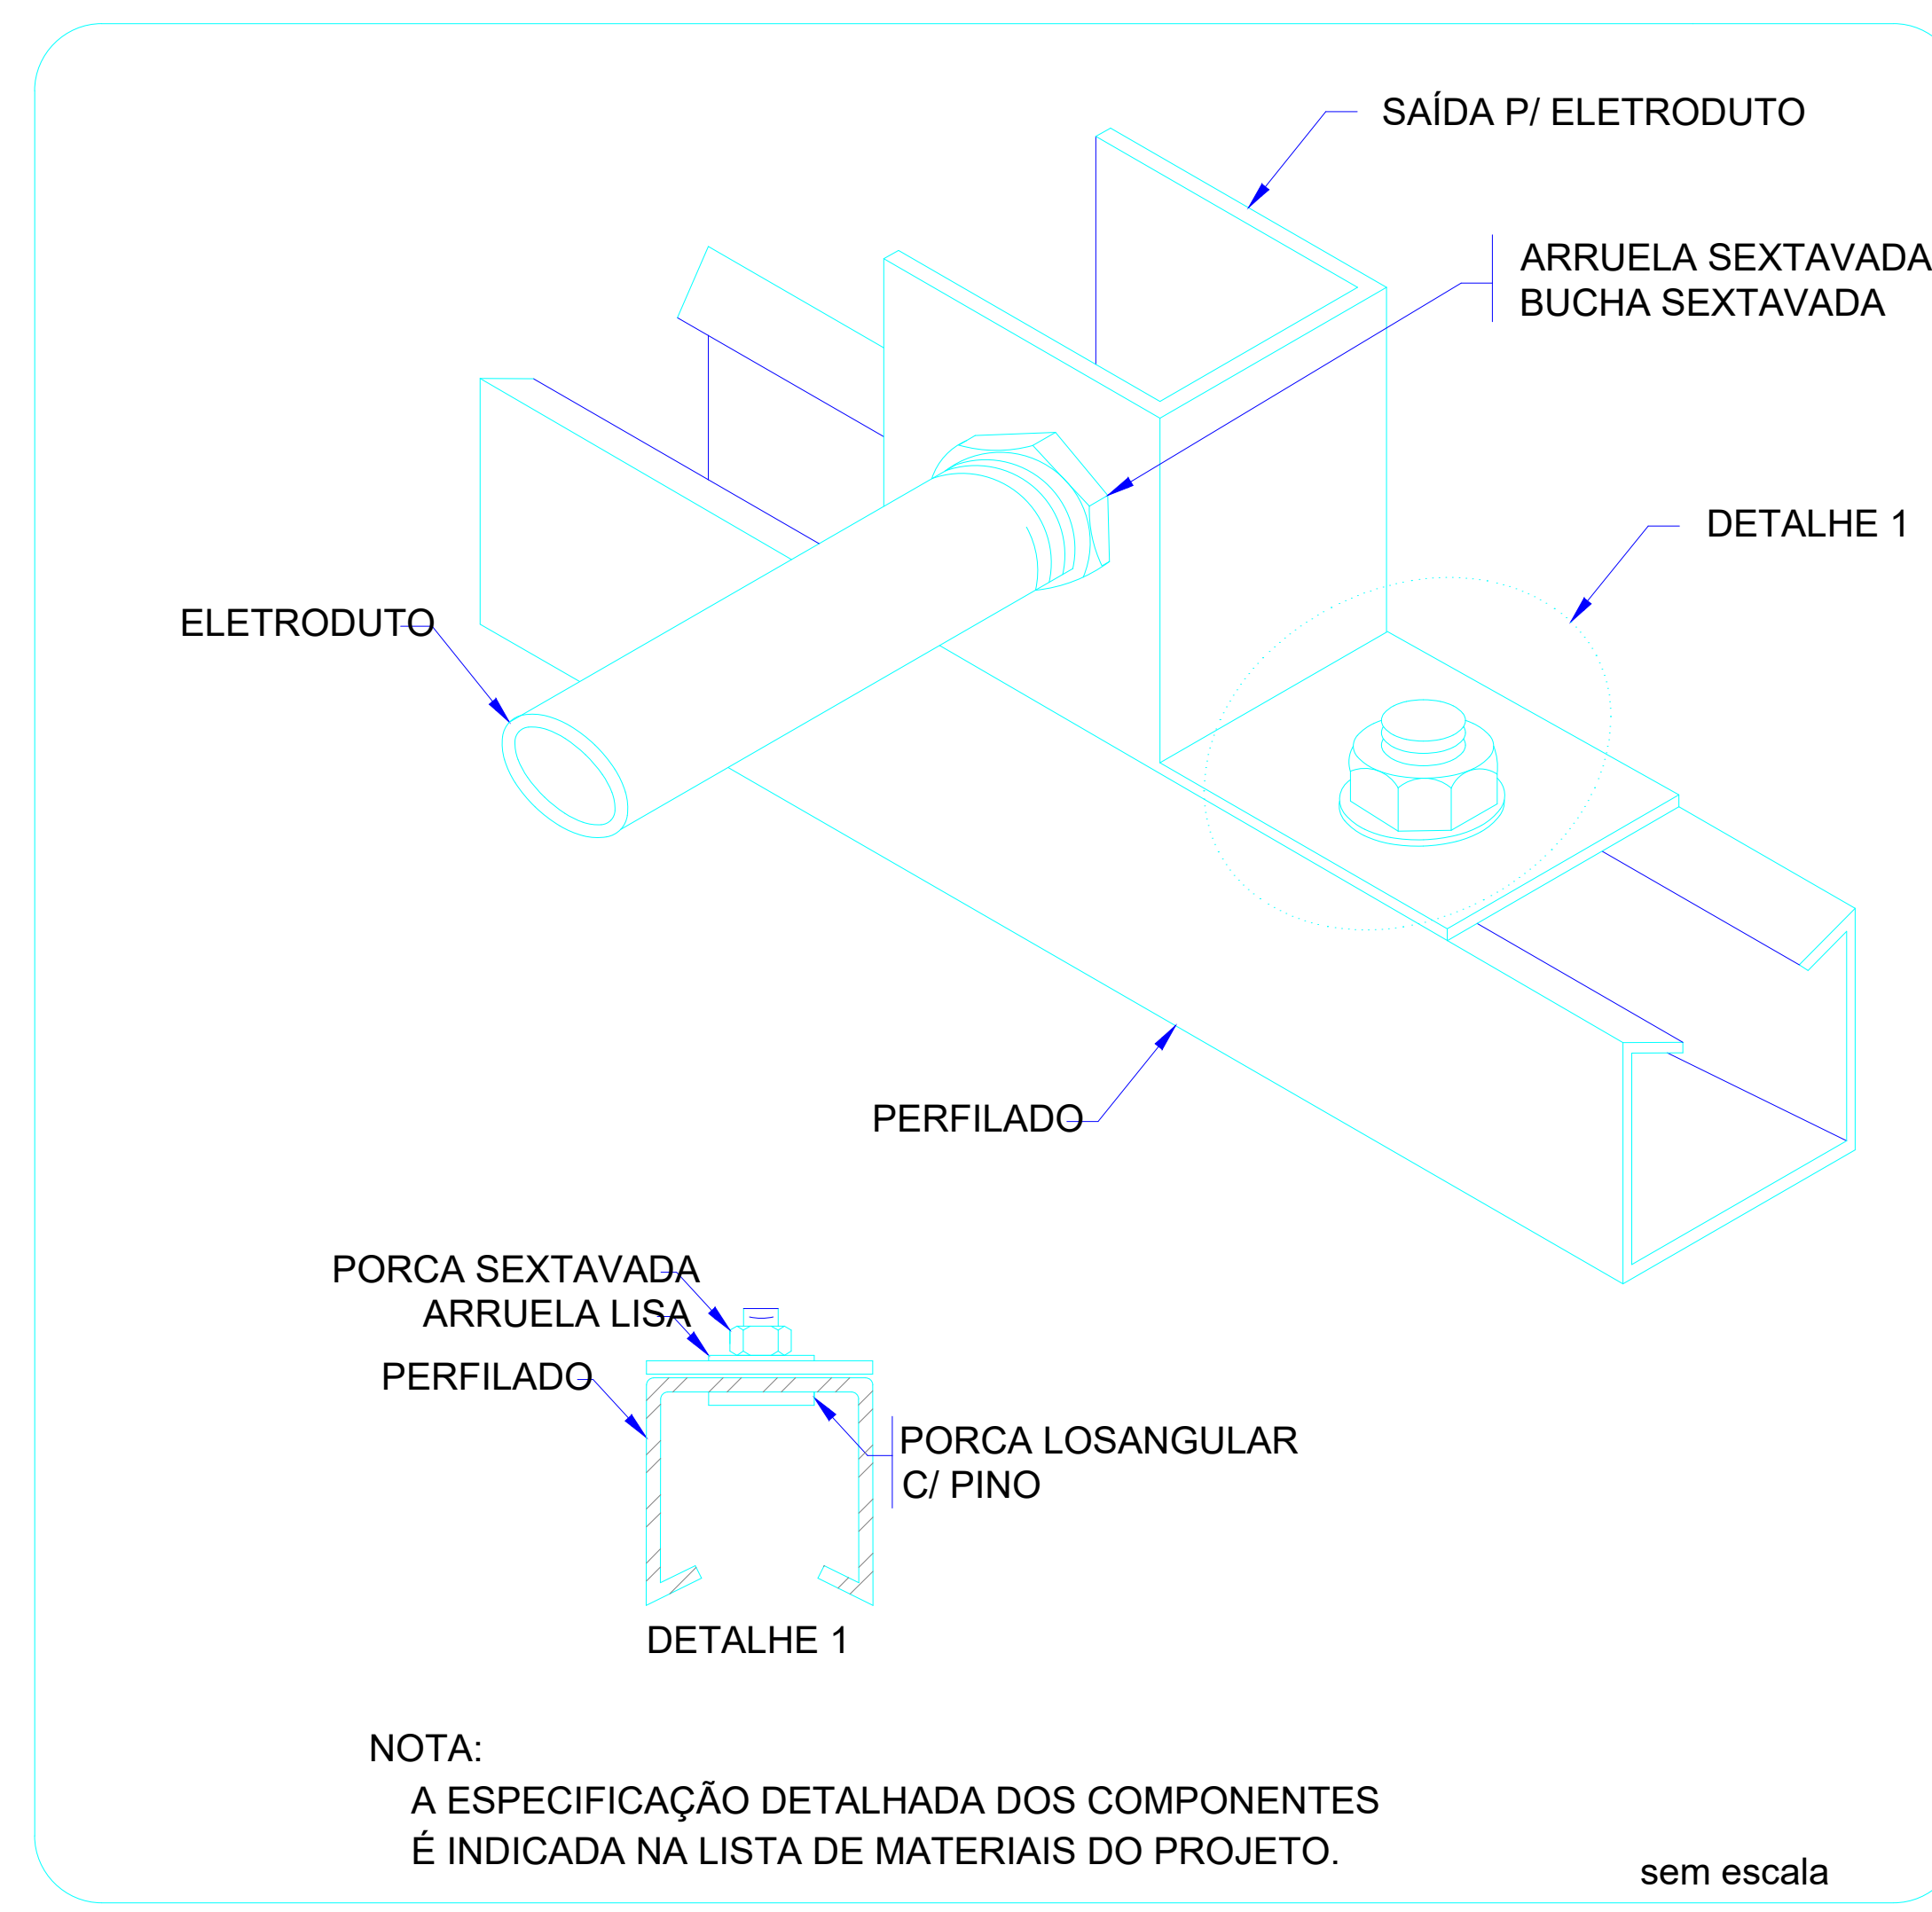 SAÍDA P/ ELETRODUTO
ARRUELA SEXTAVADA
BUCHA SEXTAVADA
DETALHE 1
ELETRODUTO
PERFILADO
PORCA SEXTAVADA
ARRUELA LISA
PERFILADO
PORCA LOSANGULAR
C/ PINO
DETALHE 1
NOTA:
A ESPECIFICAÇÃO DETALHADA DOS COMPONENTES
É INDICADA NA LISTA DE MATERIAIS DO PROJETO.
sem escala